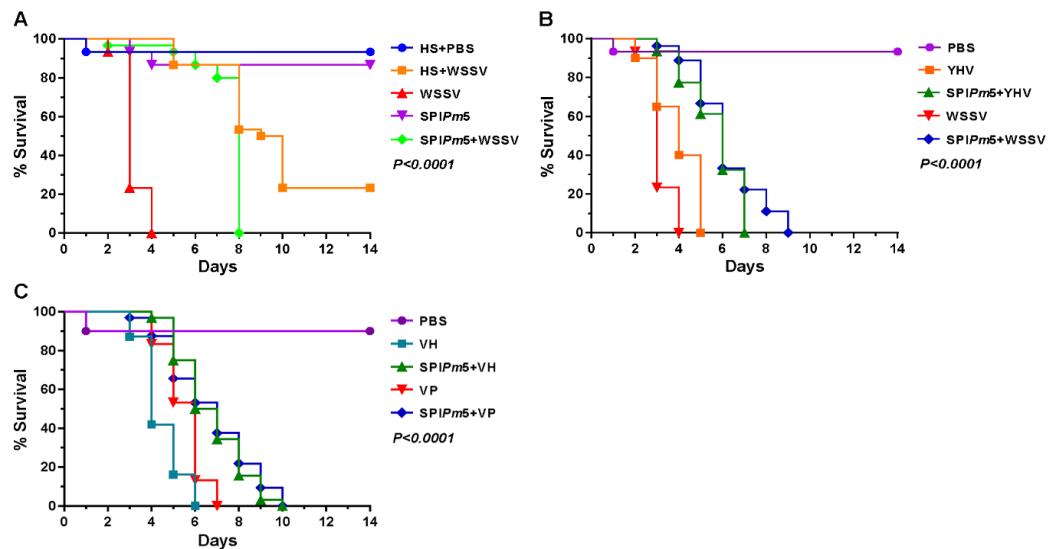 A
% Survival
100
80
60
40
20
0
0 2 4 6 8 10 12 14
Days
HS+PBS
HS+WSSV
WSSV
SPIPm5
SPIPm5+WSSV
P<0.0001
B
% Survival
100
80
60
40
20
0
0 2 4 6 8 10 12 14
Days
PBS
YHV
SPIPm5+YHV
WSSV
SPIPm5+WSSV
P<0.0001
C
% Survival
100
80
60
40
20
0
0 2 4 6 8 10 12 14
Days
PBS
VH
SPIPm5+VH
VP
SPIPm5+VP
P<0.0001